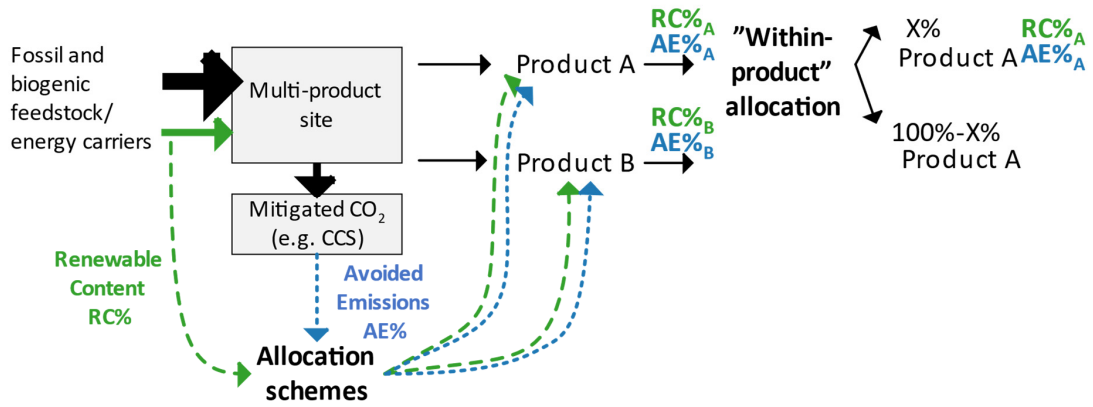 Fossil and
biogenic
feedstock/
energy carriers
Multi-product
site
Mitigated CO₂
(e.g. CCS)
Renewable
Content
RC%
Avoided
Emissions
AE%
Allocation
schemes
Product A
RC%A
AE%A
Product B
RC%B
AE%B
”Within-
product”
allocation
X%
Product A
RC%A
AE%A
100%-X%
Product A